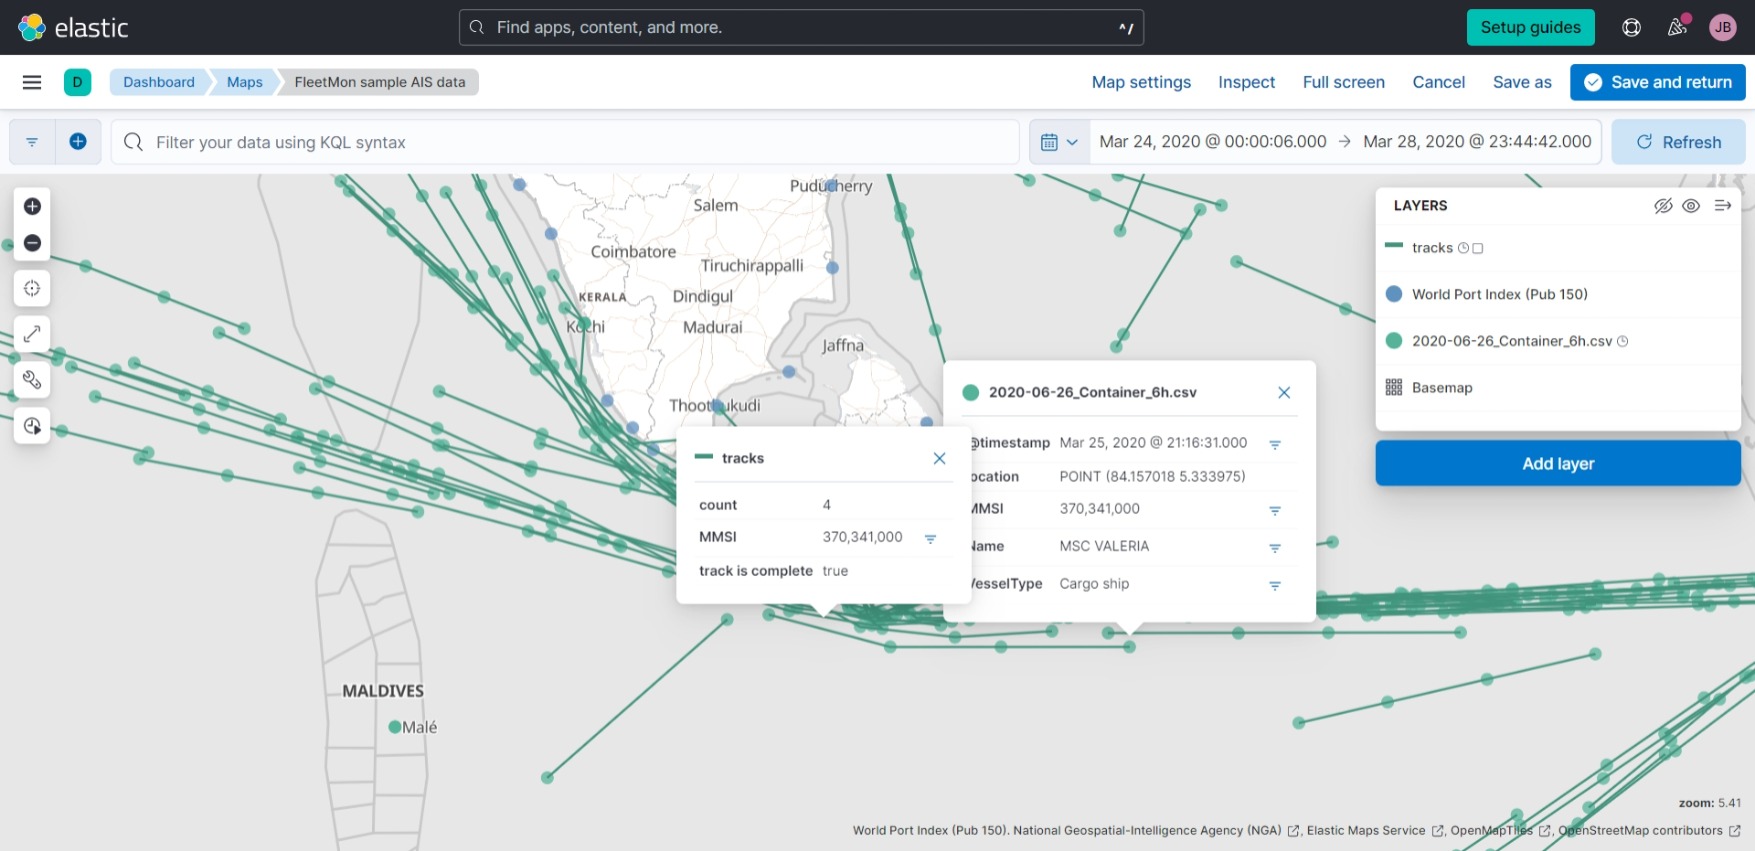 elastic
Find apps, content, and more.
^/
Setup guides
JB
D
Dashboard
Maps
FleetMon sample AIS data
Map settings
Inspect
Full screen
Cancel
Save as
Save and return
Filter your data using KQL syntax
Mar 24, 2020 @ 00:00:06.000 → Mar 28, 2020 @ 23:44:42.000
Refresh
Puducherry
Salem
Coimbatore
Tiruchirappalli
KERALA
Dindigul
Kochi
Madurai
Jaffna
Thoothukudi
LAYERS
tracks
World Port Index (Pub 150)
2020-06-26_Container_6h.csv
Basemap
Add layer
2020-06-26_Container_6h.csv
@timestamp Mar 25, 2020 @ 21:16:31.000
ocation POINT (84.157018 5.333975)
MMSI 370,341,000
Name MSC VALERIA
VesselType Cargo ship
tracks
count 4
MMSI 370,341,000
track is complete true
MALDIVES
Malé
zoom: 5.41
World Port Index (Pub 150). National Geospatial-Intelligence Agency (NGA), Elastic Maps Service, OpenMapTiles, OpenStreetMap contributors